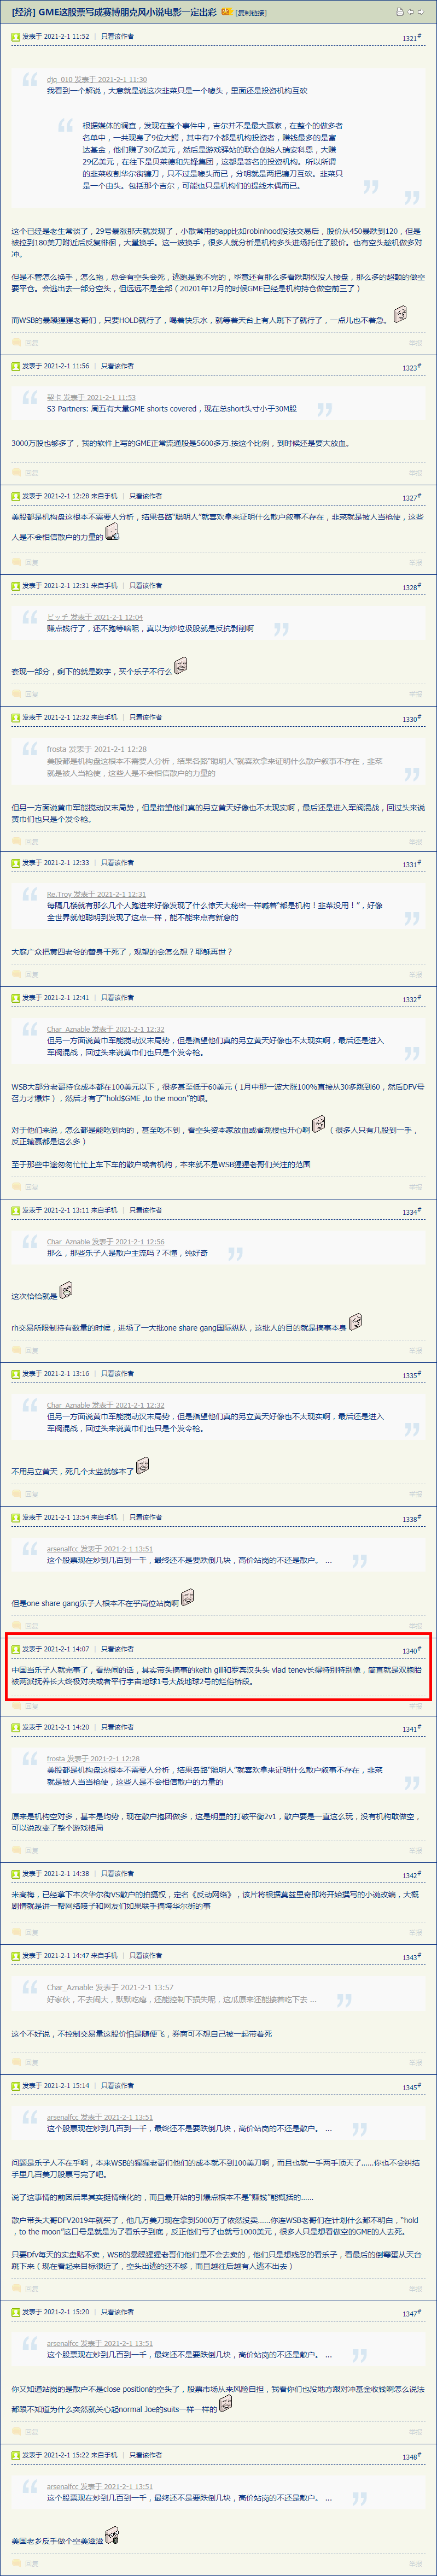 [经济] GME这股票写成赛博朋克风小说电影一定出彩 [复制链接]
发表于 2021-2-1 11:52 | 只看该作者 1321#
djq_010 发表于 2021-2-1 11:30
我看到一个解说，大意就是说这次韭菜只是一个噱头，里面还是投资机构互砍
根据媒体的调查，发现在整个事件中，吉尔并不是最大赢家，在整个的做多者
名单中，一共现身了9位大鳄，其中有7个都是机构投资者，赚钱最多的是富
达基金，他们赚了30亿美元，然后是游戏驿站的联合创始人瑞安科恩，大赚
29亿美元，在往下是贝莱德和先锋集团，这都是著名的投资机构。所以所谓
的韭菜收割华尔街镰刀，只不过是噱头而已，分明就是两把镰刀互砍。韭菜只
是一个由头。包括那个吉尔，可能也只是机构们的提线木偶而已。
这个已经是老生常谈了，29号暴涨那天就发现了，小散常用的app比如robinhood没法交易后，股价从450暴跌到120，但是
被拉到180美刀附近后反复徘徊，大量换手。这一波换手，很多人就分析是机构多头进场托住了股价。也有空头趁机做多对
冲。
但是不管怎么换手，怎么拖，总会有空头会死，逃跑是跑不完的，毕竟还有那么多看跌期权没人接盘，那么多的超额的做空
要平仓。会逃出去一部分空头，但远远不是全部（20201年12月的时候GME已经是机构持仓做空前三了）
而WSB的暴躁猩猩老哥们，只要HOLD就行了，喝着快乐水，就等着天台上有人跳下了就行了，一点儿也不着急。
回复 举报
发表于 2021-2-1 11:56 | 只看该作者 1323#
契卡 发表于 2021-2-1 11:53
S3 Partners: 周五有大量GME shorts covered，现在总short头寸小于30M股
3000万股也够多了，我的软件上写的GME正常流通股是5600多万.按这个比例，到时候还是要大放血。
回复 举报
发表于 2021-2-1 12:28 来自手机 | 只看该作者 1327#
美股都是机构盘这根本不需要人分析，结果各路"聪明人"就喜欢拿来证明什么散户叙事不存在，韭菜就是被人当枪使，这些
人是不会相信散户的力量的
回复 举报
发表于 2021-2-1 12:31 来自手机 | 只看该作者 1328#
ビッチ 发表于 2021-2-1 12:04
赚点钱行了，还不跑等啥呢，真以为炒垃圾股就是反抗剥削啊
套现一部分，剩下的就是数字，买个乐子不行么
回复 举报
发表于 2021-2-1 12:32 来自手机 | 只看该作者 1330#
frosta 发表于 2021-2-1 12:28
美股都是机构盘这根本不需要人分析，结果各路"聪明人"就喜欢拿来证明什么散户叙事不存在，韭菜
就是被人当枪使，这些人是不会相信散户的力量的
但另一方面说黄巾军能搅动汉末局势，但是指望他们真的另立黄天好像也不太现实啊，最后还是进入军阀混战，回过头来说
黄巾们也只是个发令枪。
回复 举报
发表于 2021-2-1 12:33 | 只看该作者 1331#
Re.Troy 发表于 2021-2-1 12:31
每隔几楼就有那么几个人跑进来好像发现了什么惊天大秘密一样喊着"都是机构！韭菜没用！"，好像
全世界就他聪明到发现了这点一样，能不能来点有新意的
大庭广众把黄四老爷的替身干死了，观望的会怎么想？耶稣再世？
回复 举报
发表于 2021-2-1 12:41 | 只看该作者 1332#
Char_Aznable 发表于 2021-2-1 12:32
但另一方面说黄巾军能搅动汉末局势，但是指望他们真的另立黄天好像也不太现实啊，最后还是进入
军阀混战，回过头来说黄巾们也只是个发令枪。
WSB大部分老哥持仓成本都在100美元以下，很多甚至低于60美元（1月中那一波大涨100%直接从30多跳到60，然后DFV号
召力才爆炸），然后才有了"hold$GME ,to the moon"的哏。
对于他们来说，怎么都是能吃到肉的，甚至吃不到，看空头资本家放血或者跳楼也开心啊（很多人只有几股到一手，
反正输赢都是这么多）
至于那些中途匆匆忙忙上车下车的散户或者机构，本来就不是WSB猩猩老哥们关注的范围
回复 举报
发表于 2021-2-1 13:11 来自手机 | 只看该作者 1334#
Char_Aznable 发表于 2021-2-1 12:56
那么，那些乐子人是散户主流吗？不懂，纯好奇
这次恰恰就是
rh交易所限制持有数量的时候，进场了一大批one share gang国际纵队，这批人的目的就是搞事本身
回复 举报
发表于 2021-2-1 13:16 | 只看该作者 1335#
Char_Aznable 发表于 2021-2-1 12:32
但另一方面说黄巾军能搅动汉末局势，但是指望他们真的另立黄天好像也不太现实啊，最后还是进入
军阀混战，回过头来说黄巾们也只是个发令枪。
不用另立黄天，死几个太监就够本了
回复 举报
发表于 2021-2-1 13:54 来自手机 | 只看该作者 1338#
arsenalfcc 发表于 2021-2-1 13:51
这个股票现在炒到几百到一千，最终还不是要跌倒几块，高价站岗的不还是散户。 ...
但是one share gang乐子人根本不在乎高位站岗啊
回复 举报
发表于 2021-2-1 14:07 | 只看该作者 1340#
中国当乐子人就完事了，看热闹的话，其实带头搞事的keith gill和罗宾汉头头 vlad tenev长得特别特别像，简直就是双胞胎
被两派抚养长大终极对决或者平行宇宙地球1号大战地球2号的烂俗桥段。
回复 举报
发表于 2021-2-1 14:20 | 只看该作者 1341#
frosta 发表于 2021-2-1 12:28
美股都是机构盘这根本不需要人分析，结果各路"聪明人"就喜欢拿来证明什么散户叙事不存在，韭菜
就是被人当枪使，这些人是不会相信散户的力量的
原来是机构空对多，基本是均势，现在散户抱团做多，这是明显的打破平衡2v1，散户要是一直这么玩，没有机构敢做空，
可以说改变了整个游戏格局
回复 举报
发表于 2021-2-1 14:38 | 只看该作者 1342#
米高梅，已经拿下本次华尔街VS散户的拍摄权，定名《反动网络》，该片将根据莫兹里奇即将开始撰写的小说改编，大概
剧情就是讲一帮网络喷子和网友们如果联手搞垮华尔街的事
回复 举报
发表于 2021-2-1 14:47 来自手机 | 只看该作者 1343#
Char_Aznable 发表于 2021-2-1 13:57
好家伙，不去闹大，默默吃瘪，还能控制下损失呢，这瓜原来还能接着吃下去 ...
这个不好说，不控制交易量这股价怕是随便飞，券商可不想自己被一起带着死
回复 举报
发表于 2021-2-1 15:14 | 只看该作者 1345#
arsenalfcc 发表于 2021-2-1 13:51
这个股票现在炒到几百到一千，最终还不是要跌倒几块，高价站岗的不还是散户。 ...
问题是乐子人不在乎啊，本来WSB的猩猩老哥们他们的成本就不到100美刀啊，而且也就一手两手顶天了......你也不会纠结
手里几百美刀股票亏完了吧。
说了这事情的前因后果其实挺情绪化的，而且最开始的引爆点根本不是"赚钱"能概括的......
散户带头大哥DFV2019年就买了，他几万美刀现在拿到5000万了依然没卖......你连WSB老哥们在计划什么都不明白，"hold
，to the moon"这口号是就是为了看乐子到底，反正他们亏了也就亏1000美元，很多人只是想看做空的GME的人去死。
只要Dfv每天的实盘贴不卖，WSB的暴躁猩猩老哥们他们是不会去卖的，他们只是想残忍的看乐子，看最后的倒霉蛋从天台
跳下来（现在看起来目标很近了，空头出逃的还不够，而且越往后越有人逃不出去）
回复 举报
发表于 2021-2-1 15:20 | 只看该作者 1347#
arsenalfcc 发表于 2021-2-1 13:51
这个股票现在炒到几百到一千，最终还不是要跌倒几块，高价站岗的不还是散户。 ...
你又知道站岗的是散户不是close position的空头了，股票市场从来风险自担，我看你们也没地方跟对冲基金收钱啊怎么说法
都跟不知道为什么突然就关心起normal Joe的suits一样一样的
回复 举报
发表于 2021-2-1 15:22 来自手机 | 只看该作者 1348#
arsenalfcc 发表于 2021-2-1 13:51
这个股票现在炒到几百到一千，最终还不是要跌倒几块，高价站岗的不还是散户。 ...
美国老乡反手做个空美滋滋
回复 举报